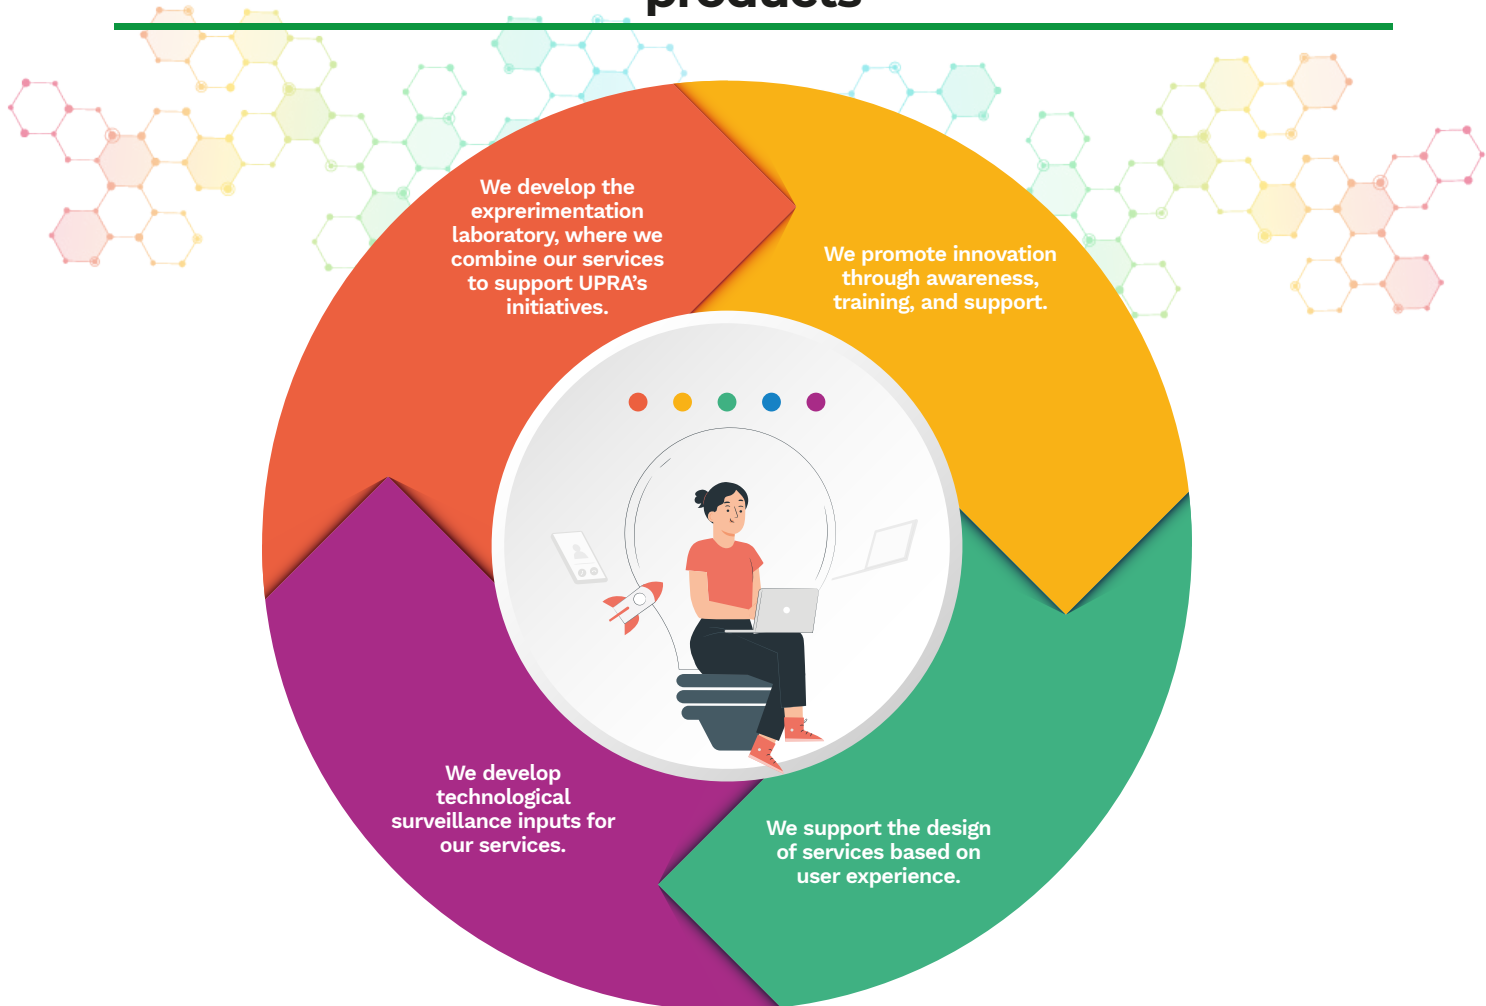 products
We develop the
exprerimentation
laboratory, where we
combine our services
to support UPRA’s
initiatives.
We promote innovation
through awareness,
training, and support.
We develop
technological
surveillance inputs for
our services.
We support the design
of services based on
user experience.